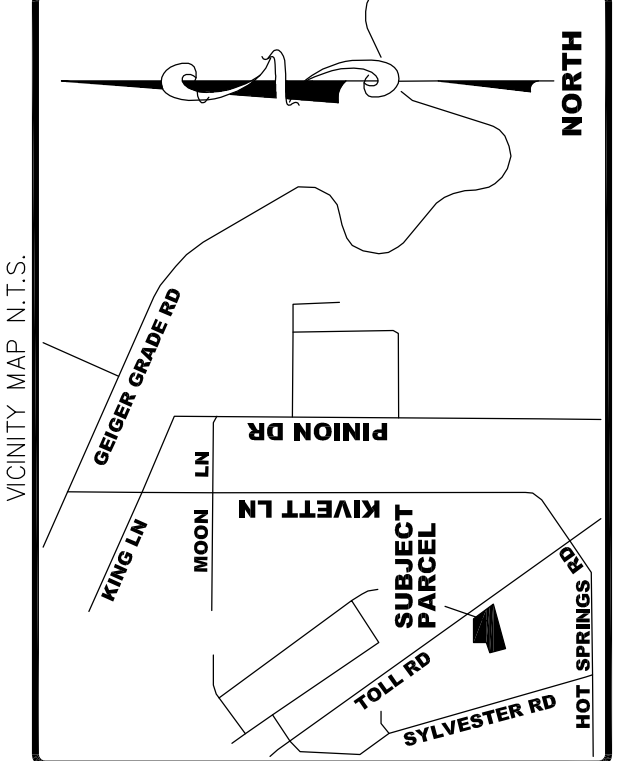 VICINITY MAP N.T.S.
NORTH
GEIGER GRADE RD
PINION DR
KING LN
MOON LN
KIVETT LN
SUBJECT
PARCEL
TOLL RD
SYLVESTER RD
HOT SPRINGS RD